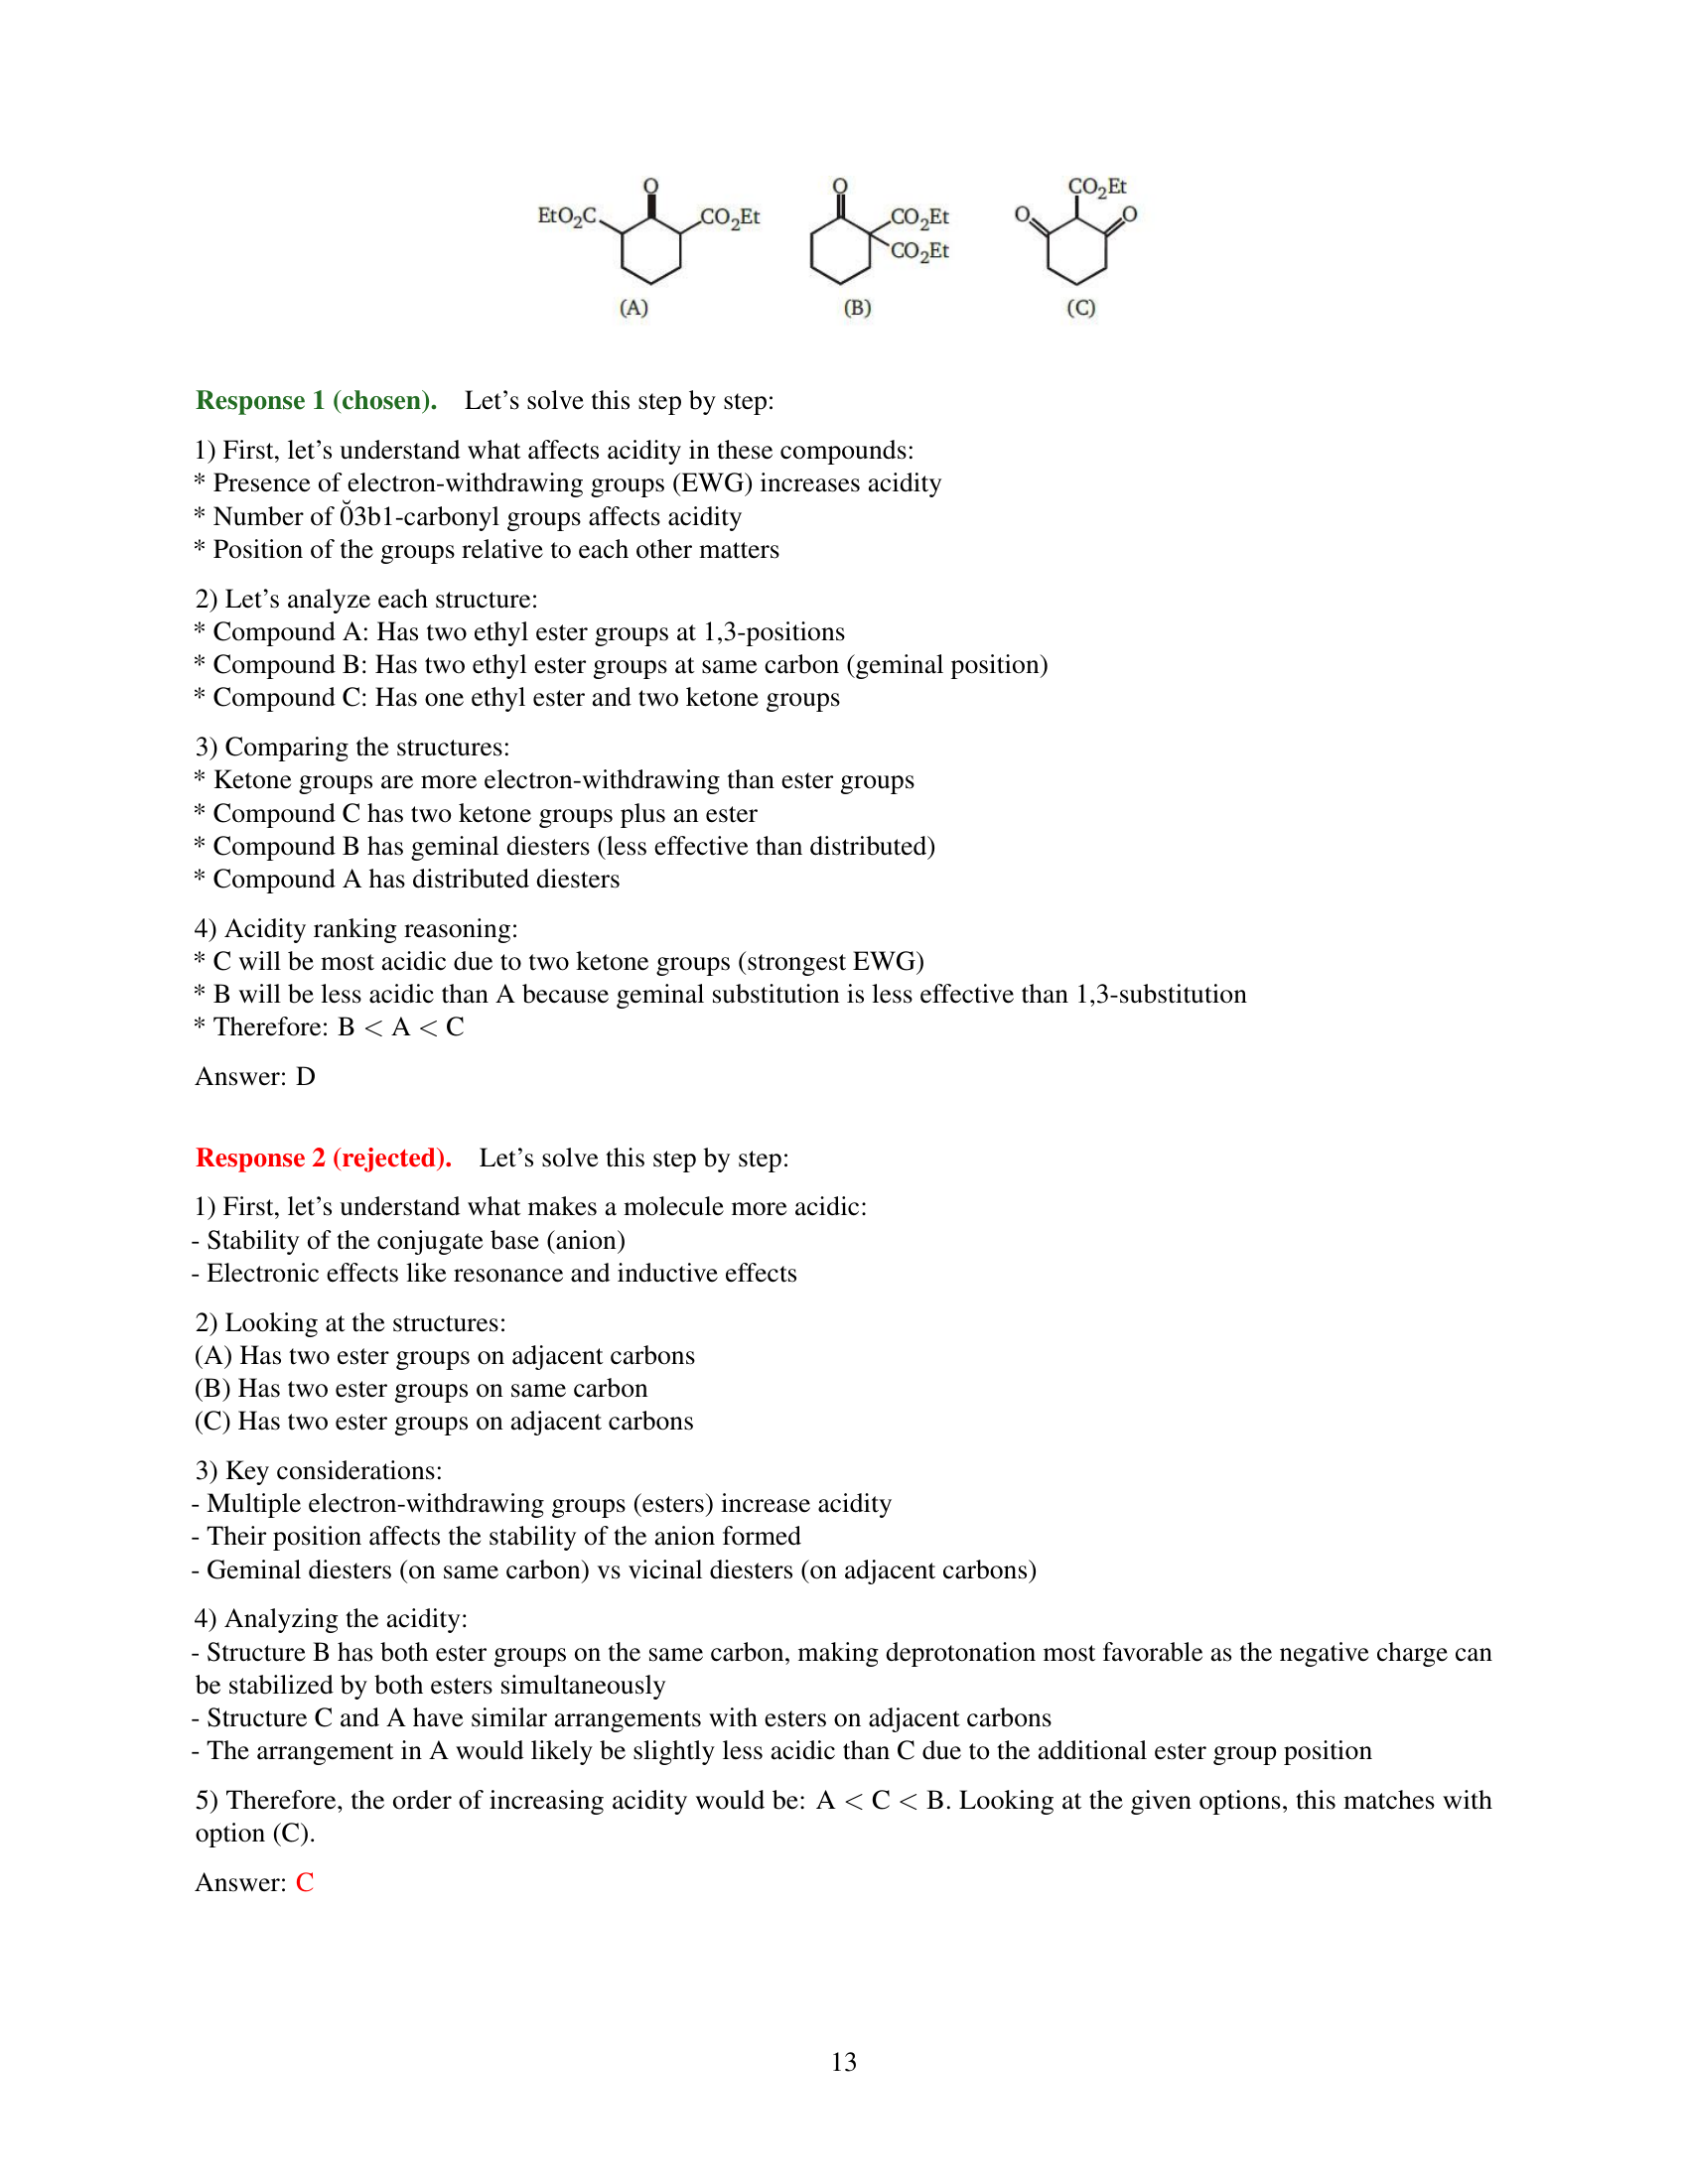 O
EtO2C
CO2Et
(A)
O
CO2Et
CO2Et
(B)
CO2Et
O
O
(C)
Response 1 (chosen). Let's solve this step by step:
1) First, let's understand what affects acidity in these compounds:
* Presence of electron-withdrawing groups (EWG) increases acidity
* Number of 0̆3b1-carbonyl groups affects acidity
* Position of the groups relative to each other matters
2) Let's analyze each structure:
* Compound A: Has two ethyl ester groups at 1,3-positions
* Compound B: Has two ethyl ester groups at same carbon (geminal position)
* Compound C: Has one ethyl ester and two ketone groups
3) Comparing the structures:
* Ketone groups are more electron-withdrawing than ester groups
* Compound C has two ketone groups plus an ester
* Compound B has geminal diesters (less effective than distributed)
* Compound A has distributed diesters
4) Acidity ranking reasoning:
* C will be most acidic due to two ketone groups (strongest EWG)
* B will be less acidic than A because geminal substitution is less effective than 1,3-substitution
* Therefore: B < A < C
Answer: D
Response 2 (rejected). Let's solve this step by step:
1) First, let's understand what makes a molecule more acidic:
- Stability of the conjugate base (anion)
- Electronic effects like resonance and inductive effects
2) Looking at the structures:
(A) Has two ester groups on adjacent carbons
(B) Has two ester groups on same carbon
(C) Has two ester groups on adjacent carbons
3) Key considerations:
- Multiple electron-withdrawing groups (esters) increase acidity
- Their position affects the stability of the anion formed
- Geminal diesters (on same carbon) vs vicinal diesters (on adjacent carbons)
4) Analyzing the acidity:
- Structure B has both ester groups on the same carbon, making deprotonation most favorable as the negative charge can
be stabilized by both esters simultaneously
- Structure C and A have similar arrangements with esters on adjacent carbons
- The arrangement in A would likely be slightly less acidic than C due to the additional ester group position
5) Therefore, the order of increasing acidity would be: A < C < B. Looking at the given options, this matches with
option (C).
Answer: C
13